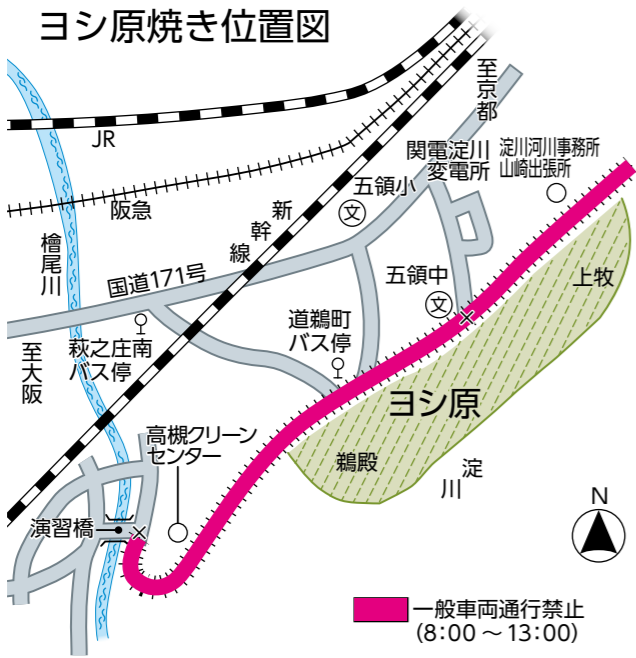 ヨシ原焼き位置図
至京都
JR
関電淀川
変電所
淀川河川事務所
山崎出張所
五領小
文
阪急
新幹線
檜尾川
国道171号
上牧
五領中
文
道鵜町
バス停
至大阪
萩之庄南
バス停
ヨシ原
高槻クリーン
センター
鵜殿
淀川
演習橋
N
一般車両通行禁止
(8:00 ～ 13:00)